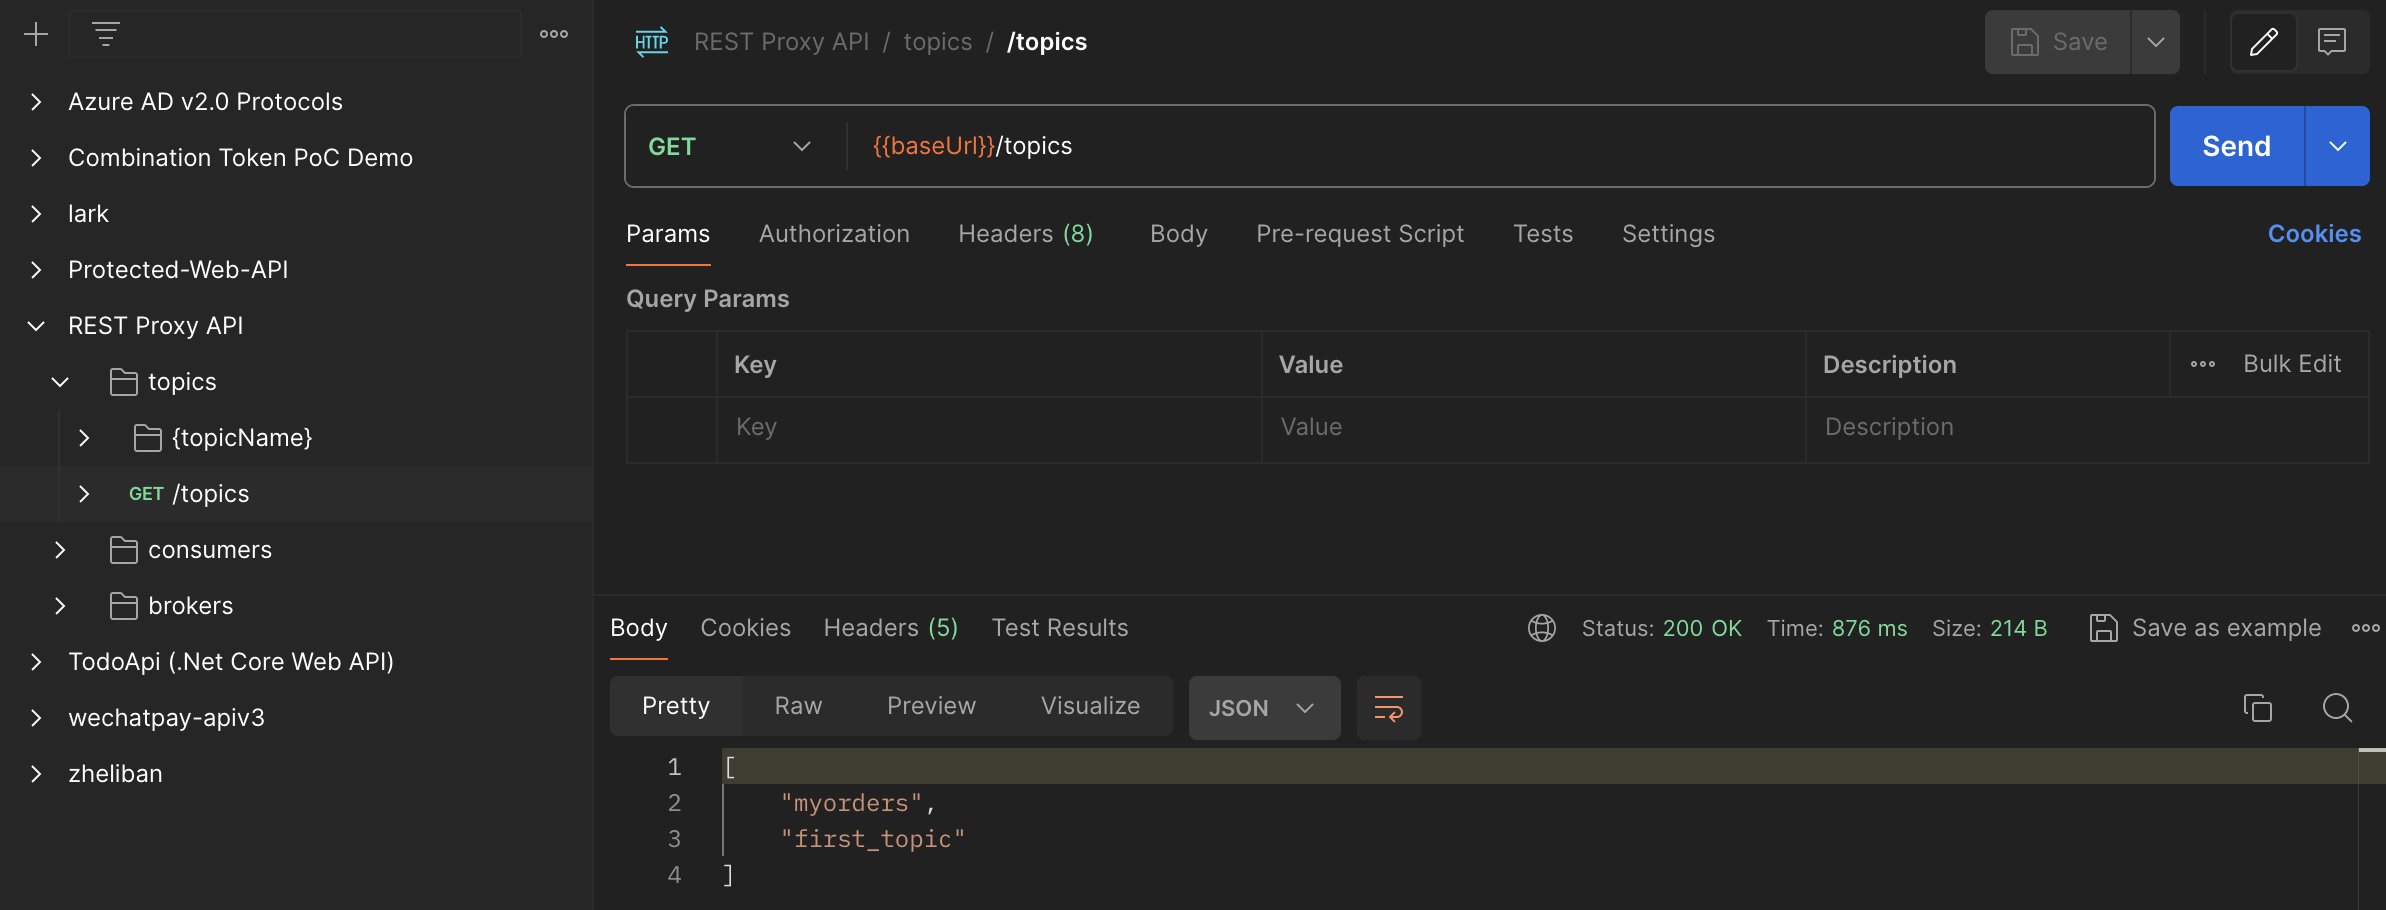 Azure AD v2.0 Protocols
Combination Token PoC Demo
lark
Protected-Web-API
REST Proxy API
topics
{topicName}
GET /topics
consumers
brokers
TodoApi (.Net Core Web API)
wechatpay-apiv3
zheliban
HTTP REST Proxy API / topics / /topics
Save
GET {{baseUrl}}/topics
Send
Params Authorization Headers (8) Body Pre-request Script Tests Settings Cookies
Query Params
Key Value Description Bulk Edit
Key Value Description
Body Cookies Headers (5) Test Results Status: 200 OK Time: 876 ms Size: 214 B Save as example
Pretty Raw Preview Visualize JSON
1 [
2 "myorders",
3 "first_topic"
4 ]